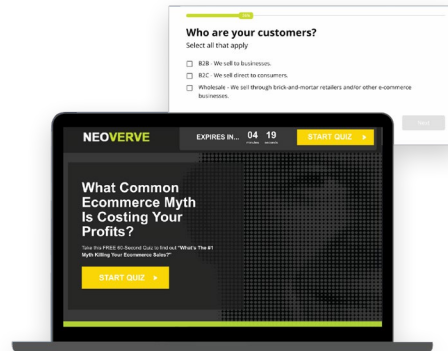 Who are your customers?
Select all that apply
B2B - We sell to businesses.
B2C - We sell direct to consumers.
Wholesale - We sell through brick-and-mortar retailers and/or other e-commerce
businesses.
NEOVERVE
EXPIRES IN... 04 19
START QUIZ >
What Common
Ecommerce Myth
Is Costing Your
Profits?
Take this FREE 60-Second Quiz to find out "What's The #1
Myth Killing Your Ecommerce Sales?"
START QUIZ >